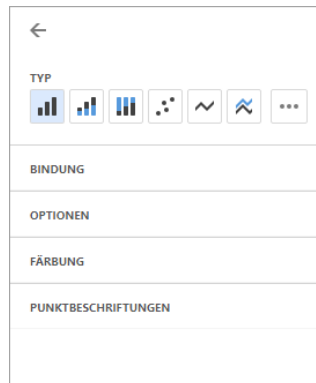 TYP
BINDUNG
OPTIONEN
FÄRBUNG
PUNKTBESCHRIFTUNGEN